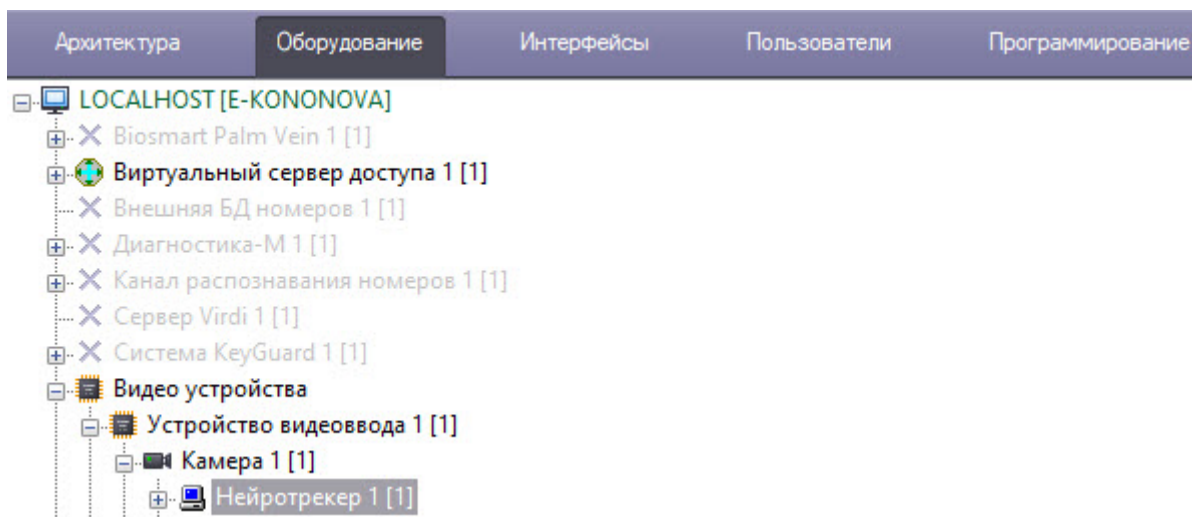 Архитектура Оборудование Интерфейсы Пользователи Программирование
LOCALHOST [E-KONONOVA]
Biosmart Palm Vein 1 [1]
Виртуальный сервер доступа 1 [1]
Внешняя БД номеров 1 [1]
Диагностика-М 1 [1]
Канал распознавания номеров 1 [1]
Сервер Virdi 1 [1]
Система KeyGuard 1 [1]
Видео устройства
Устройство видеоввода 1 [1]
Камера 1 [1]
Нейротрекер 1 [1]